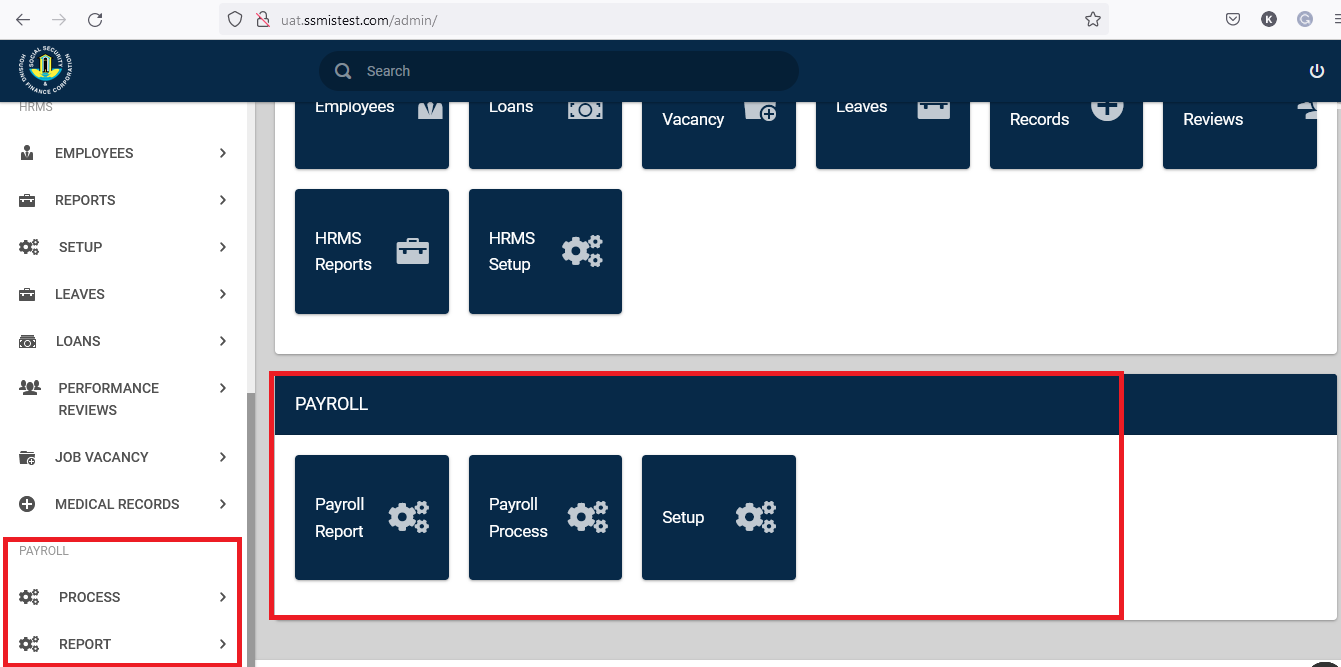 uat.ssmistest.com/admin/
K
G
SOCIAL SECURITY
&
HOUSING FINANCE CORPORATION
Search
HRMS
EMPLOYEES
REPORTS
SETUP
LEAVES
LOANS
PERFORMANCE
REVIEWS
JOB VACANCY
MEDICAL RECORDS
PAYROLL
PROCESS
REPORT
Employees
Loans
Vacancy
Leaves
Records
Reviews
HRMS
Reports
HRMS
Setup
PAYROLL
Payroll
Report
Payroll
Process
Setup